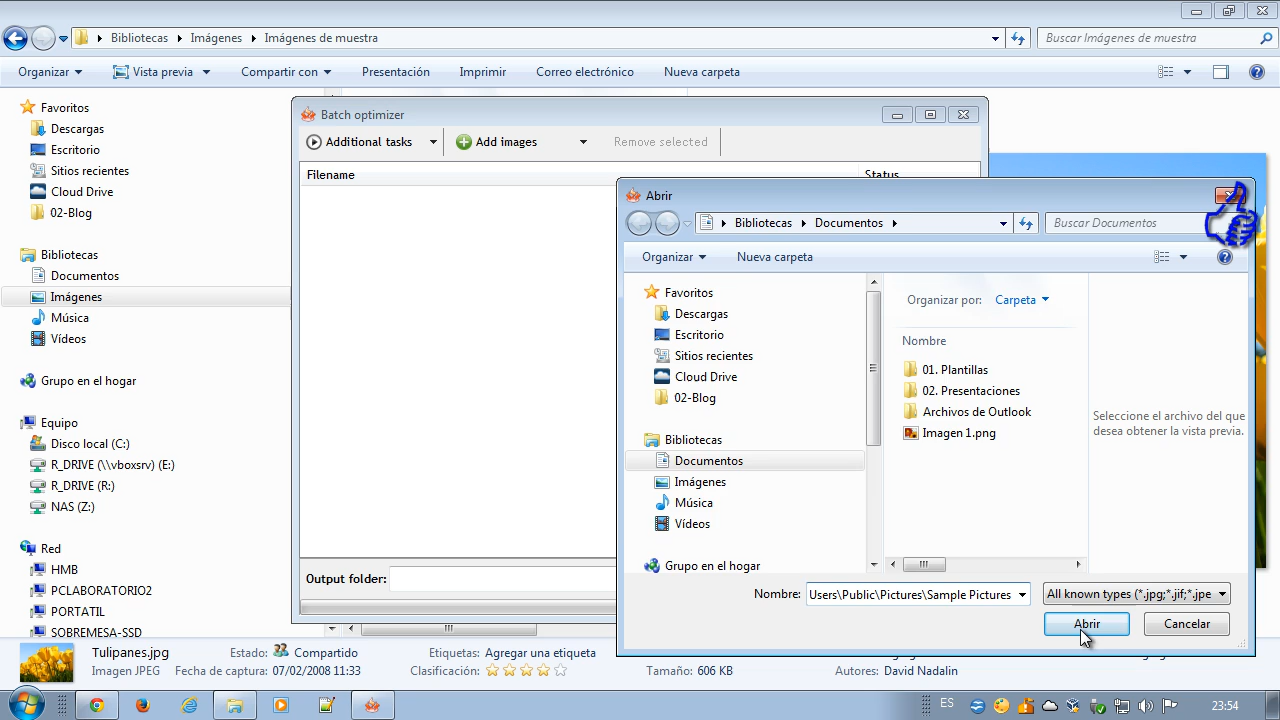 Bibliotecas Imágenes Imágenes de muestra Buscar Imágenes de muestra
Organizar Vista previa Compartir con Presentación Imprimir Correo electrónico Nueva carpeta
Favoritos
Descargas
Escritorio
Sitios recientes
Cloud Drive
02-Blog
Bibliotecas
Documentos
Imágenes
Música
Vídeos
Grupo en el hogar
Equipo
Disco local (C:)
R_DRIVE (\\vboxsrv) (E:)
R_DRIVE (R:)
NAS (Z:)
Red
HMB
PCLABORATORIO2
PORTATIL
SOBREMESA-SSD
Batch optimizer
Additional tasks Add images Remove selected
Filename Status
Output folder:
Abrir
Bibliotecas Documentos Buscar Documentos
Organizar Nueva carpeta
Favoritos
Descargas
Escritorio
Sitios recientes
Cloud Drive
02-Blog
Bibliotecas
Documentos
Imágenes
Música
Vídeos
Grupo en el hogar
Organizar por: Carpeta
Nombre
01. Plantillas
02. Presentaciones
Archivos de Outlook
Imagen 1.png
Seleccione el archivo del que
desea obtener la vista previa.
Nombre: Users\Public\Pictures\Sample Pictures All known types (*.jpg;*.jif;*.jpe
Abrir Cancelar
Tulipanes.jpg Estado: Compartido Etiquetas: Agregar una etiqueta
Imagen JPEG Fecha de captura: 07/02/2008 11:33 Clasificación: Tamaño: 606 KB Autores: David Nadalin
ES 23:54